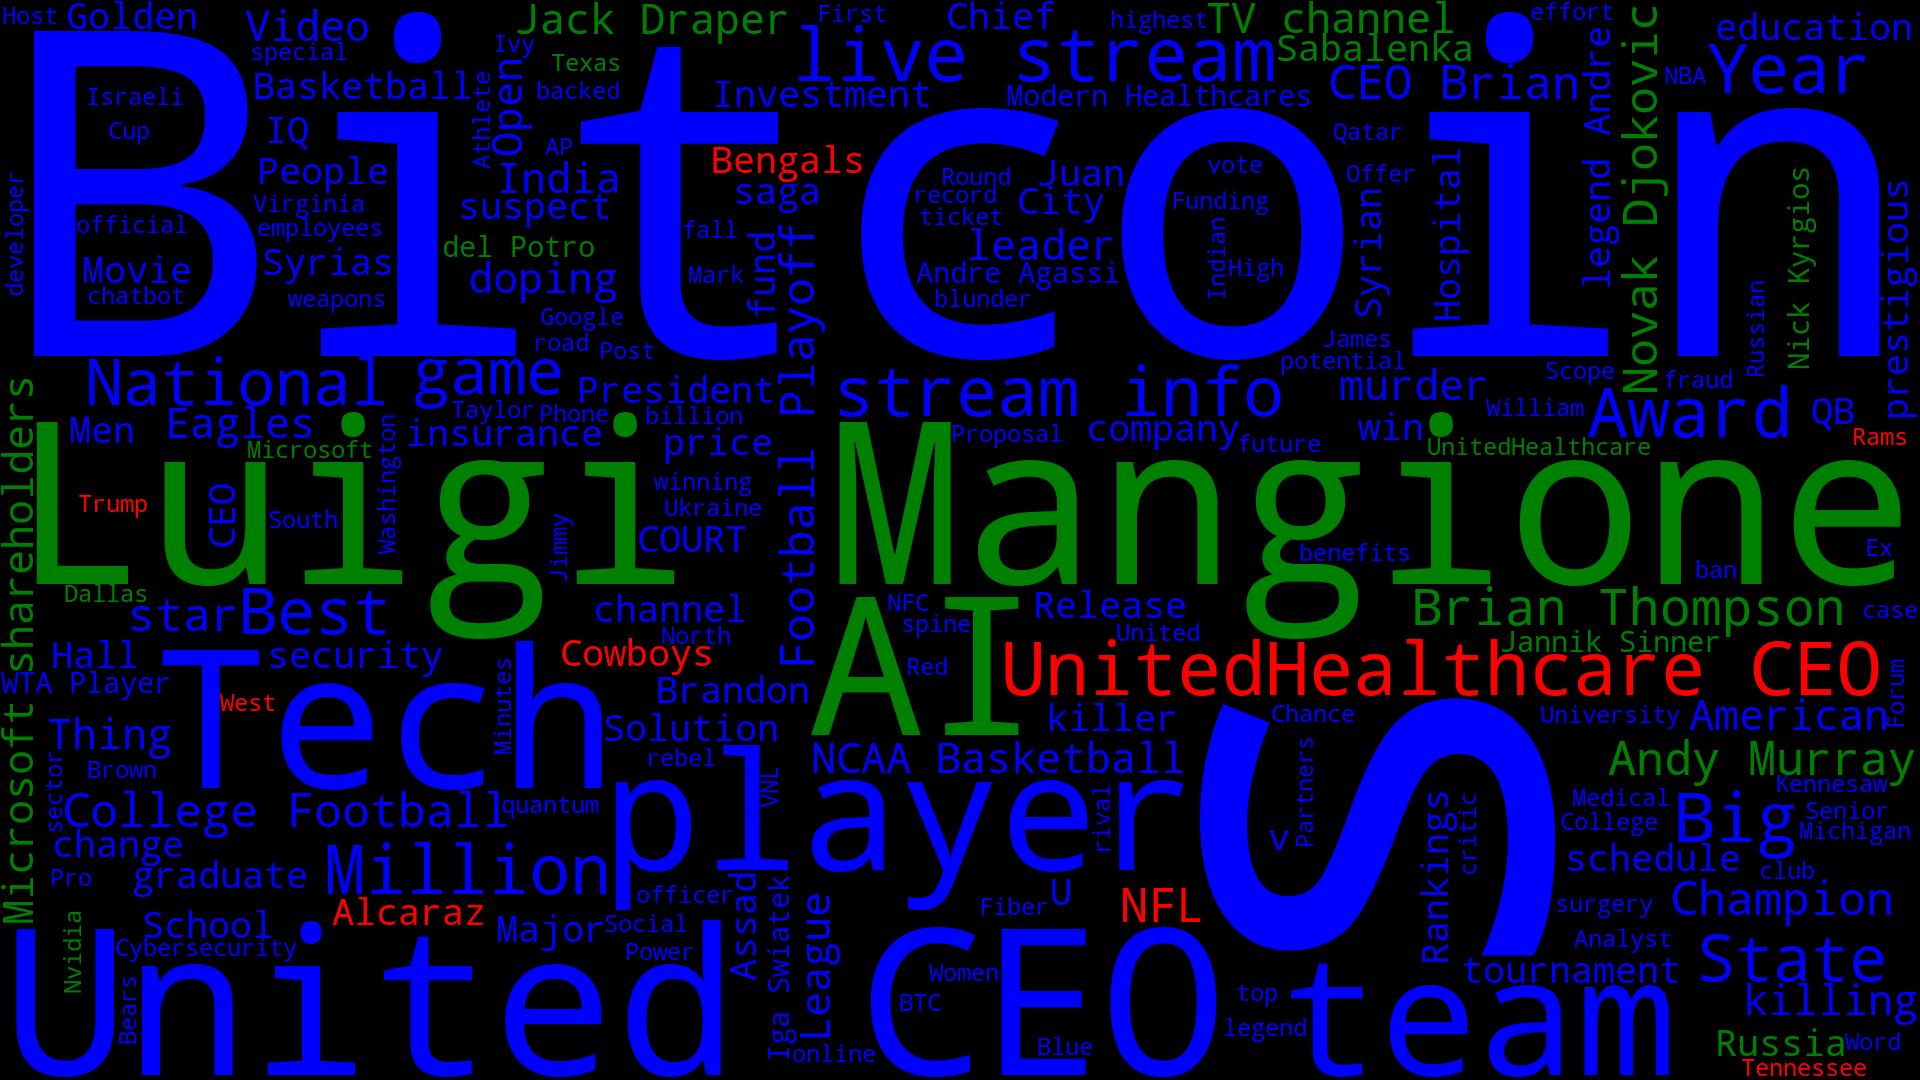 Host
Golden
Video
special
Basketball
Ivy
Open
Athlete
Jack Draper
Texas
backed
AP
First
live stream
Chief
highest
TV channel
Sabalenka
effort
education
NBA
Year
Investment
Modern Healthcares
CEO Brian
Andre
legend
Bitcoin
Israeli
Cup
IQ
People
Virginia
employees
official
Movie
chatbot
Syrias
weapons
developer
India
suspect
del Potro
doping
Google
road
Post
Bengals
saga
fall
Mark
fund
Football Playoff
Round
record
ticket
Juan
City
leader
Andre Agassi
blunder
vote
Funding
Indian
High
Qatar
Offer
Syrian
Hospital
James
potential
Novak Djokovic
Nick Kyrgios
Russian
prestigious
National
game
President
Taylor
Phone
billion
Eagles
insurance
Men
Microsoft
Washington
price
stream info
murder
Scope
fraud
William
Award
QB
Rams
Proposal
company
future
win
UnitedHealthcare
Luigi Mangione
Trump
CEO
South
Jimmy
winning
Ukraine
COURT
benefits
ban
Ex
shareholders
Microsoft
Dallas
star
Best
channel
North
AI
NFC
spine
Red
Release
United
Brian Thompson
case
Jannik Sinner
Hall
security
Cowboys
UnitedHealthcare CEO
WTA Player
West
Tech
Minutes
Brandon
Solution
rebel
VNL
killer
Chance
University
American
Forum
Thing
Brown
sector
College Football
quantum
NCAA Basketball
player
rival
S
V
Partners
Rankings
critic
Andy Murray
Kennesaw
Medical
College
Big
Senior
Michigan
change
Pro
graduate
Million
officer
schedule
club
Alcaraz
School
Major
Social
Power
Assad
Iga Swiatek
League
Fiber
U
NFL
surgery
Champion
Analyst
Cybersecurity
Nvidia
Bears
United
Women
BTC
CEO
Blue
online
top
legend
team
tournament
State
killing
Russia
Word
Tennessee